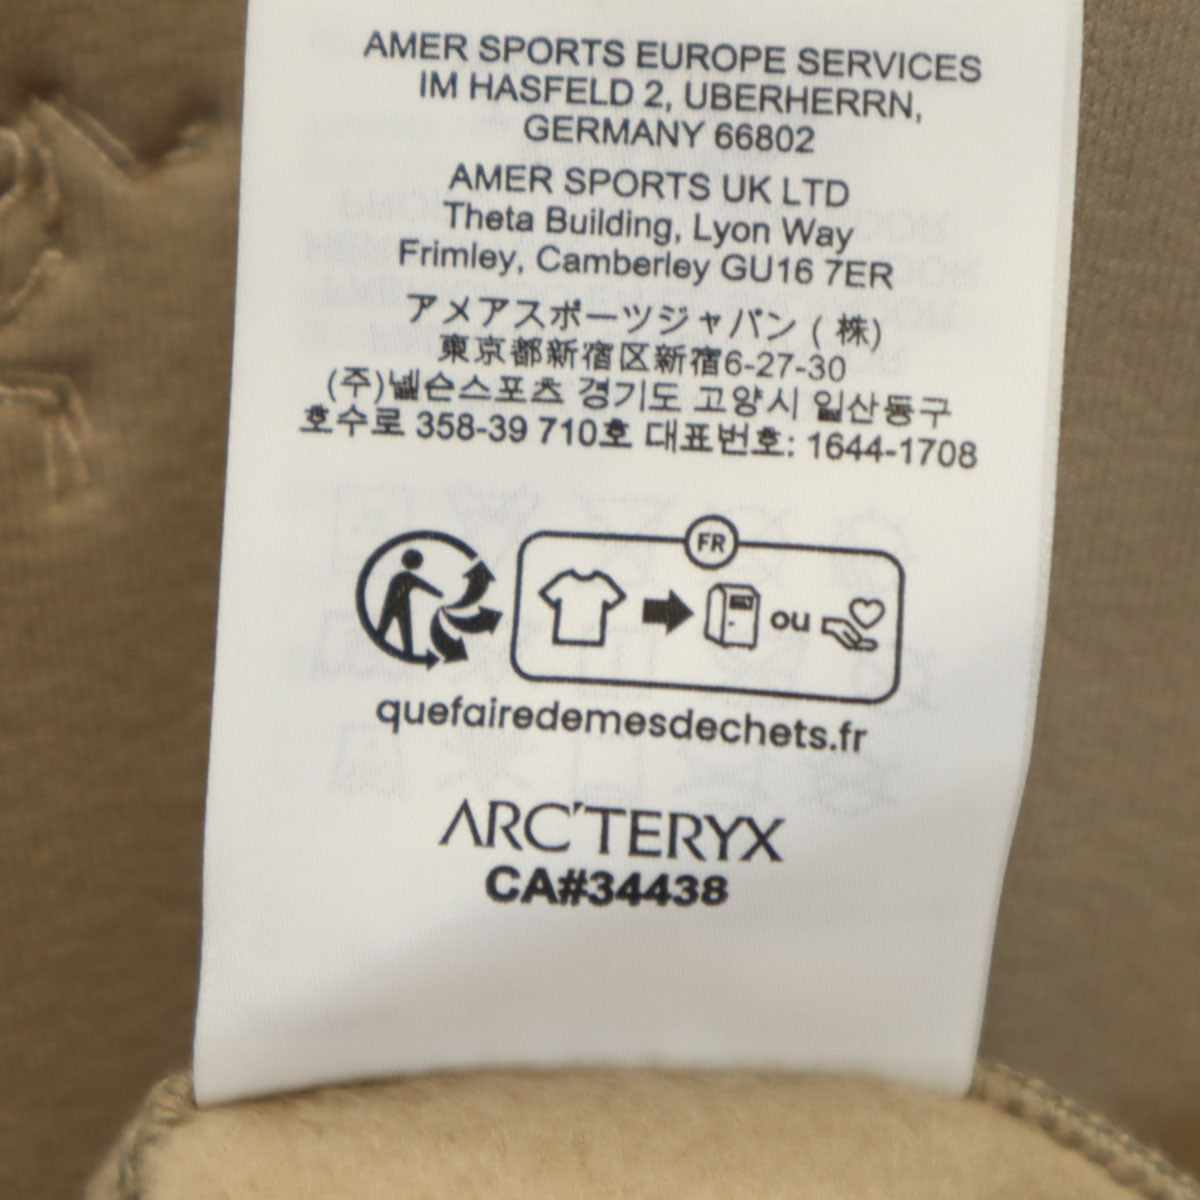 AMER SPORTS EUROPE SERVICES
IM HASFELD 2, UBERHERRN,
GERMANY 66802
AMER SPORTS UK LTD
Theta Building, Lyon Way
Frimley, Camberley GU16 7ER
アメアスポーツジャパン (株)
東京都新宿区新宿6-27-30
(주)넬슨스포츠 경기도 고양시 일산동구
호수로 358-39 710호 대표번호: 1644-1708
FR
ou
quefairedemesdechets.fr
ARC'TERYX
CA#34438